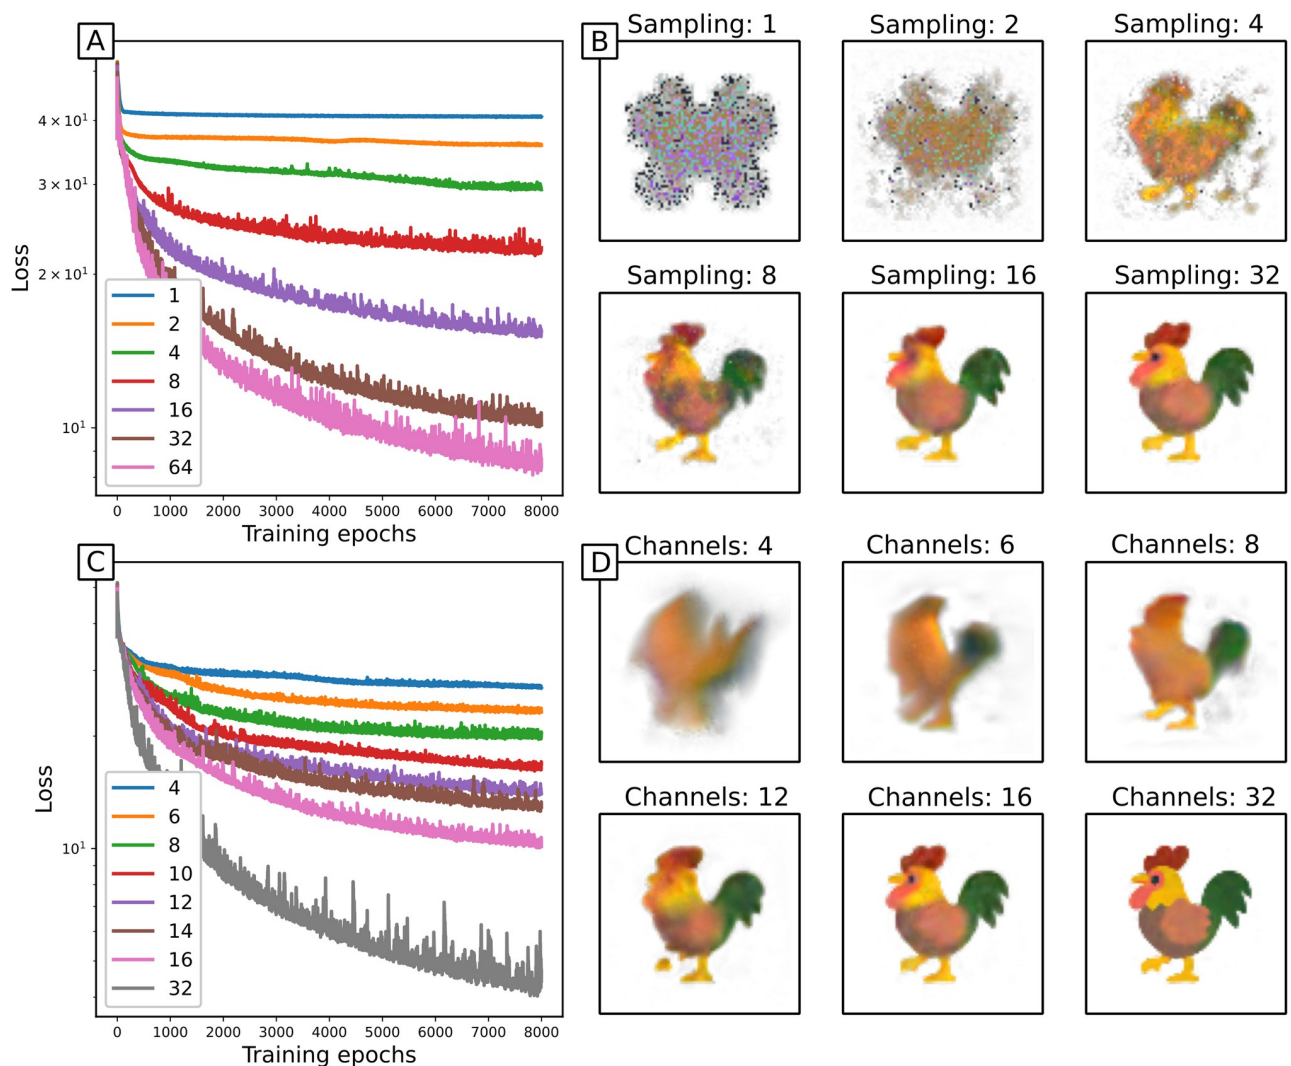 A
B
Sampling: 1
Sampling: 2
Sampling: 4
4 × 10¹
3 × 10¹
2 × 10¹
10¹
Loss
1
2
4
8
16
32
64
0 1000 2000 3000 4000 5000 6000 7000 8000
Training epochs
Sampling: 8
Sampling: 16
Sampling: 32
C
D
Channels: 4
Channels: 6
Channels: 8
10¹
Loss
4
6
8
10
12
14
16
32
0 1000 2000 3000 4000 5000 6000 7000 8000
Training epochs
Channels: 12
Channels: 16
Channels: 32